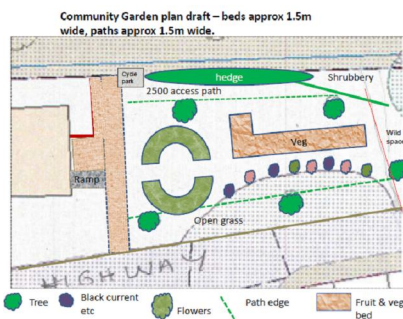 Community Garden plan draft – beds approx 1.5m
wide, paths approx 1.5m wide.
Cycle
park
hedge
Shrubbery
2500 access path
Veg
Wild
space
Ramp
Open grass
HIGHWAY
Tree
Black current
etc
Flowers
Path edge
Fruit & veg
bed